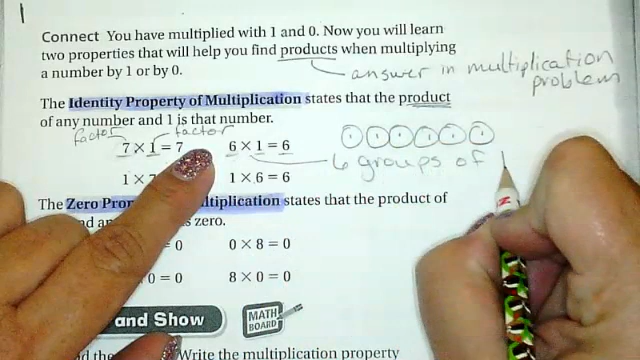 1
Connect You have multiplied with 1 and 0. Now you will learn
two properties that will help you find products when multiplying
a number by 1 or by 0.
answer in multiplication
problem
The Identity Property of Multiplication states that the product
of any number and 1 is that number.
factor factor
7 × 1 = 7 6 × 1 = 6
6 groups of 1
1 × 7 1 × 6 = 6
The Zero states that the product of
is zero.
= 0 0 × 8 = 0
0 = 0 8 × 0 = 0
and Show
MATH
BOARD
Write the multiplication property